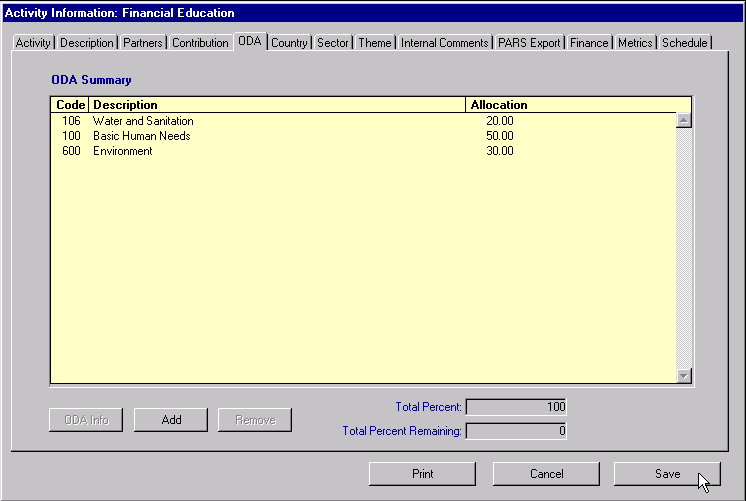 Activity Information: Financial Education
Activity Description Partners Contribution ODA Country Sector Theme Internal Comments PARS Export Finance Metrics Schedule
ODA Summary
Code Description Allocation
106 Water and Sanitation 20.00
100 Basic Human Needs 50.00
600 Environment 30.00
ODA Info Add Remove Total Percent: 100
Total Percent Remaining: 0
Print Cancel Save